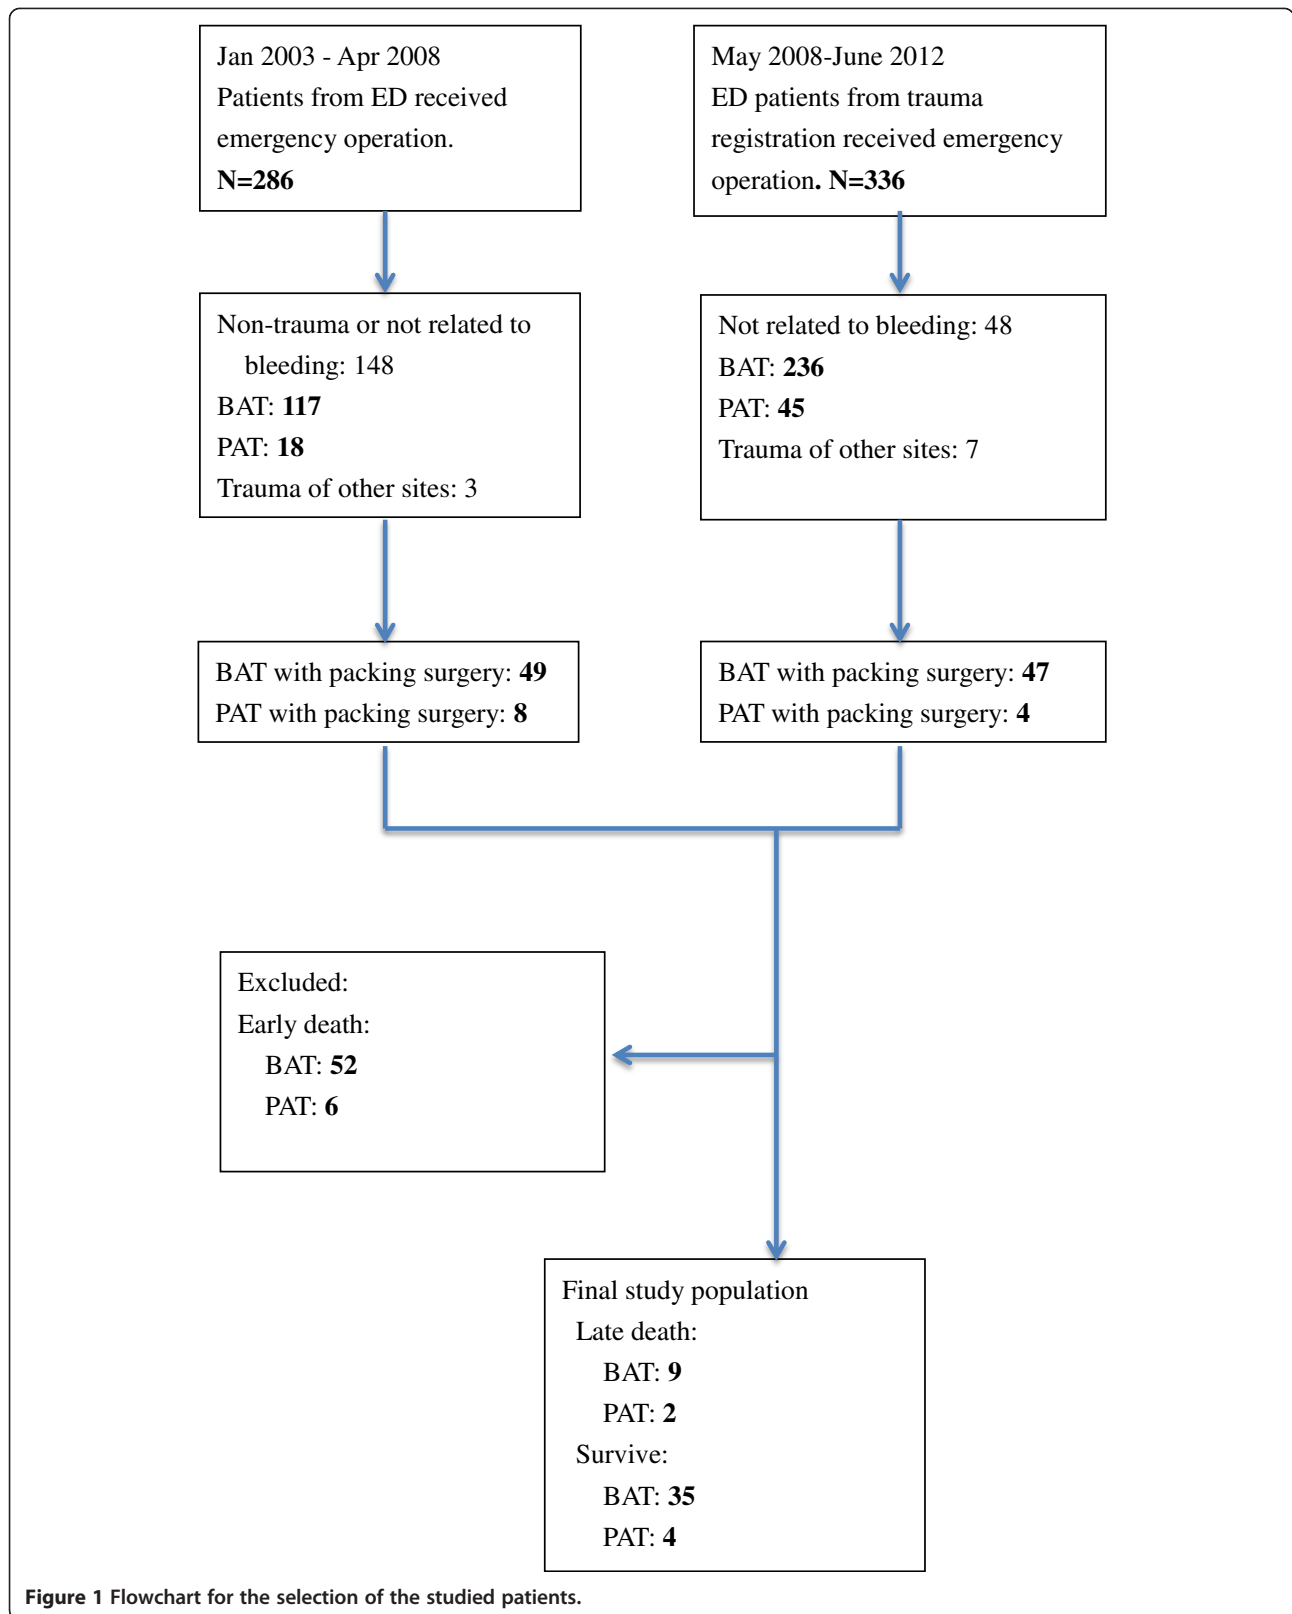 Jan 2003 - Apr 2008
Patients from ED received
emergency operation.
N=286
May 2008-June 2012
ED patients from trauma
registration received emergency
operation. N=336
Non-trauma or not related to
bleeding: 148
BAT: 117
PAT: 18
Trauma of other sites: 3
Not related to bleeding: 48
BAT: 236
PAT: 45
Trauma of other sites: 7
BAT with packing surgery: 49
PAT with packing surgery: 8
BAT with packing surgery: 47
PAT with packing surgery: 4
Excluded:
Early death:
BAT: 52
PAT: 6
Final study population
Late death:
BAT: 9
PAT: 2
Survive:
BAT: 35
PAT: 4
Figure 1 Flowchart for the selection of the studied patients.